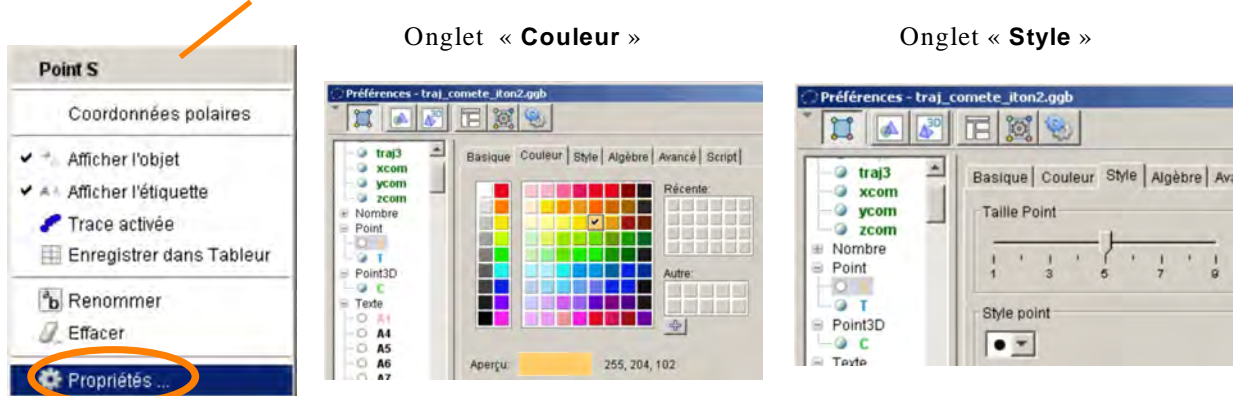 Onglet « Couleur »
Onglet « Style »
Point S
Coordonnées polaires
Afficher l'objet
Afficher l'étiquette
Trace activée
Enregistrer dans Tableur
Renommer
Effacer
Propriétés ...
Préférences - traj_comete_iton2.ggb
traj3
xcom
ycom
zcom
Nombre
Point
T
Point3D
C
Texte
A1
A4
A5
A6
A7
Basique Couleur Style Algèbre Avancé Script
Récente:
Autre:
Aperçu: 255, 204, 102
Préférences - traj_comete_iton2.ggb
traj3
xcom
ycom
zcom
Nombre
Point
T
Point3D
C
Texte
Basique Couleur Style Algèbre Ava
Taille Point
1 3 5 7 9
Style point